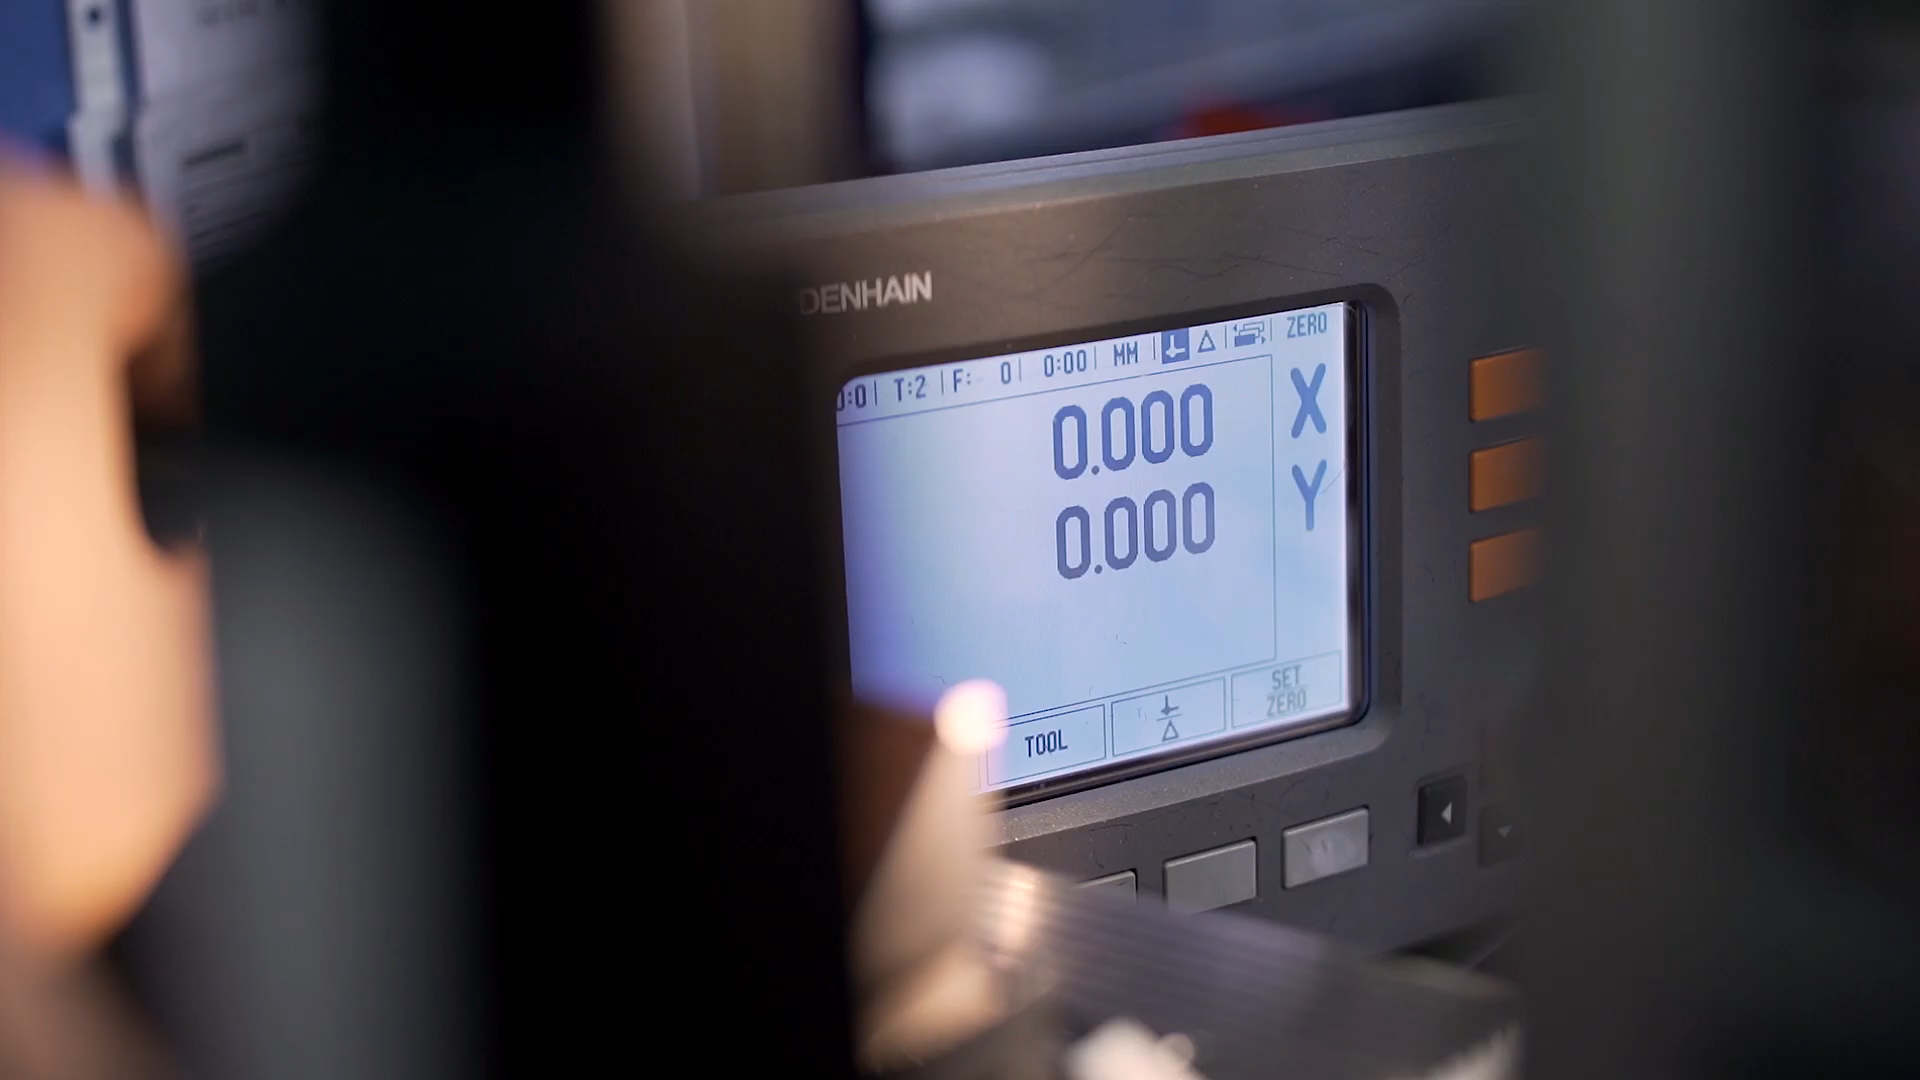 DENHAIN
0:0 T:2 F: 0 0:00 MM ZERO
0.000 X
0.000 Y
TOOL
SET
ZERO